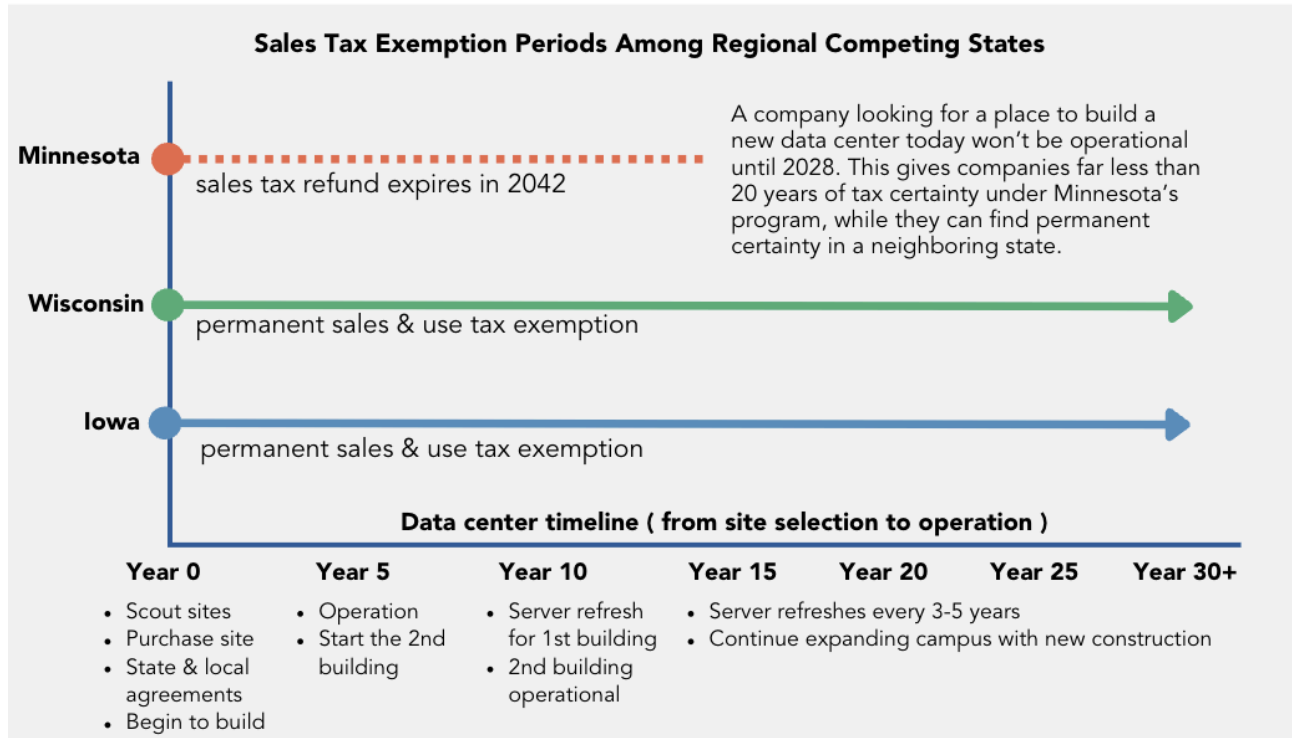 Sales Tax Exemption Periods Among Regional Competing States
Minnesota
sales tax refund expires in 2042
A company looking for a place to build a
new data center today won't be operational
until 2028. This gives companies far less than
20 years of tax certainty under Minnesota's
program, while they can find permanent
certainty in a neighboring state.
Wisconsin
permanent sales & use tax exemption
Iowa
permanent sales & use tax exemption
Data center timeline ( from site selection to operation )
Year 0
• Scout sites
• Purchase site
• State & local
agreements
• Begin to build
Year 5
• Operation
• Start the 2nd
building
Year 10
• Server refresh
for 1st building
• 2nd building
operational
Year 15 Year 20 Year 25 Year 30+
• Server refreshes every 3-5 years
• Continue expanding campus with new construction